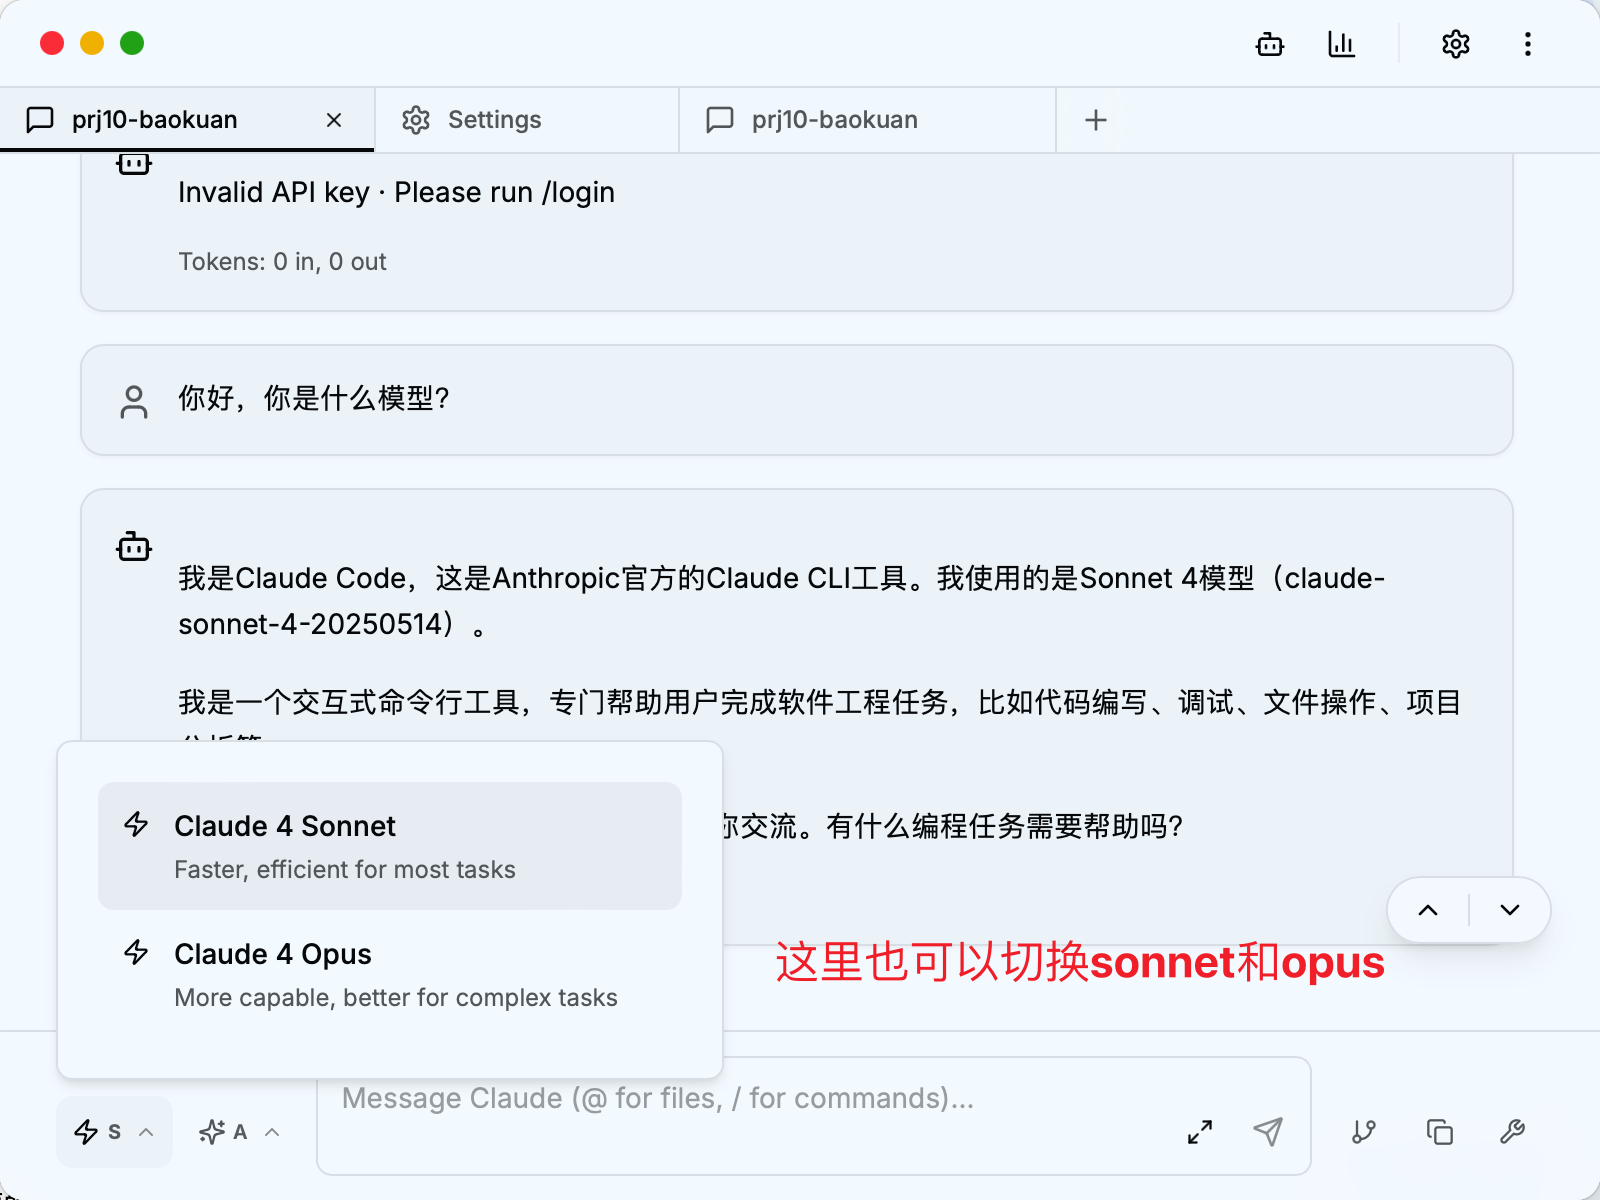 prj10-baokuan
Settings
prj10-baokuan
Invalid API key · Please run /login
Tokens: 0 in, 0 out
你好，你是什么模型?
我是Claude Code，这是Anthropic官方的Claude CLI工具。我使用的是Sonnet 4模型（claude-
sonnet-4-20250514）。
我是一个交互式命令行工具，专门帮助用户完成软件工程任务，比如代码编写、调试、文件操作、项目
交流。有什么编程任务需要帮助吗?
Claude 4 Sonnet
Faster, efficient for most tasks
Claude 4 Opus
More capable, better for complex tasks
这里也可以切换sonnet和opus
Message Claude (@ for files, / for commands)...
S
A